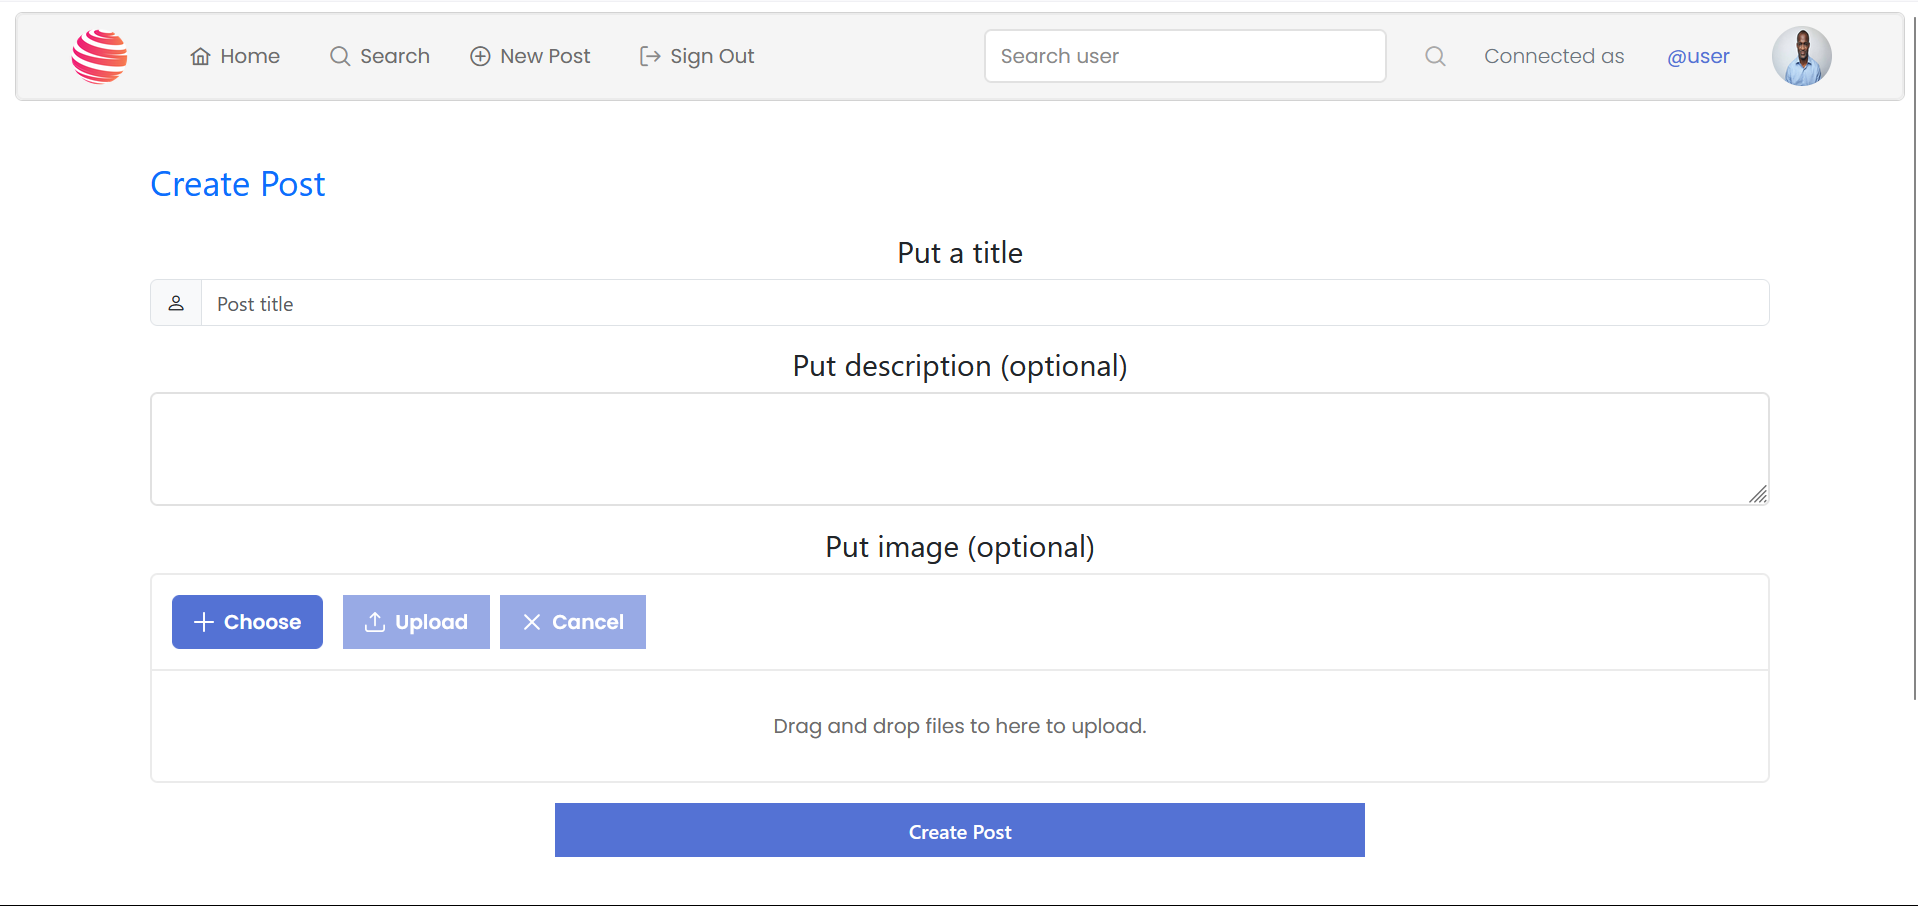 Home Search New Post Sign Out Search user Connected as @user
Create Post
Put a title
Post title
Put description (optional)
Put image (optional)
Choose Upload Cancel
Drag and drop files to here to upload.
Create Post